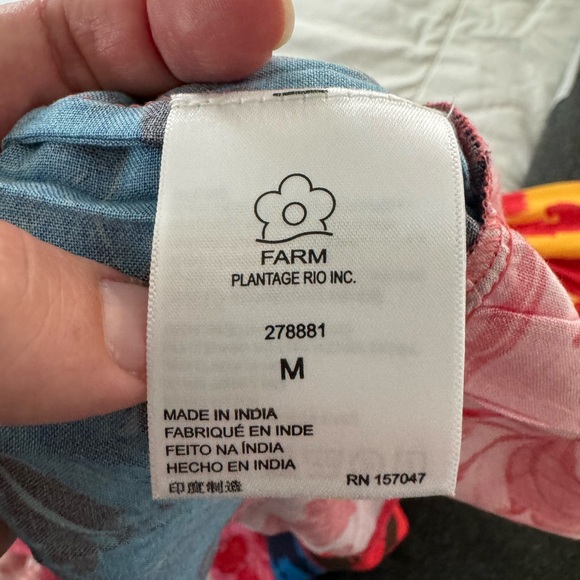 FARM
PLANTAGE RIO INC.
278881
M
MADE IN INDIA
FABRIQUÉ EN INDE
FEITO NA ÍNDIA
HECHO EN INDIA
印度制造
RN 157047